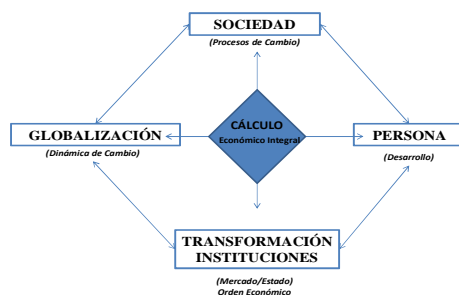 SOCIEDAD
(Procesos de Cambio)
CÁLCULO
Económico Integral
GLOBALIZACIÓN
(Dinámica de Cambio)
PERSONA
(Desarrollo)
TRANSFORMACIÓN
INSTITUCIONES
(Mercado/Estado)
Orden Económico